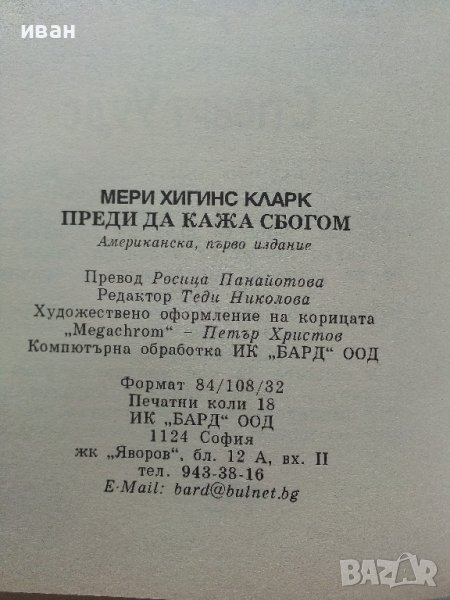 иван
МЕРИ ХИГИНС КЛАРК
ПРЕДИ ДА КАЖА СБОГОМ
Американска, първо издание
Превод Росица Панайотова
Редактор Теди Николова
Художествено оформление на корицата
„Megachrom“ – Петър Христов
Компютърна обработка ИК „БАРД“ ООД
Формат 84/108/32
Печатни коли 18
ИК „БАРД“ ООД
1124 София
жк „Яворов“, бл. 12 А, вх. II
тел. 943-38-16
E-Mail: bard@bulnet.bg
BAZAR